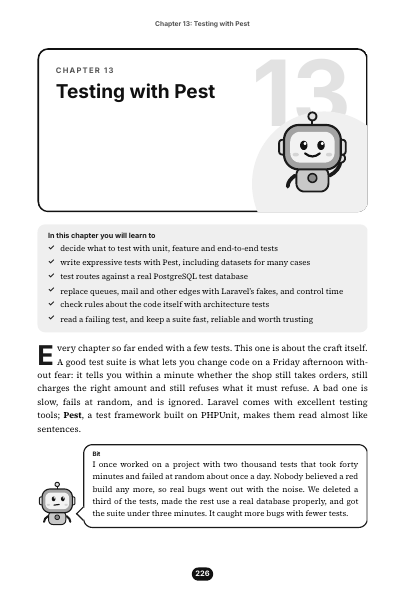 Chapter 13: Testing with Pest
CHAPTER 13
Testing with Pest
13
In this chapter you will learn to
✓ decide what to test with unit, feature and end-to-end tests
✓ write expressive tests with Pest, including datasets for many cases
✓ test routes against a real PostgreSQL test database
✓ replace queues, mail and other edges with Laravel's fakes, and control time
✓ check rules about the code itself with architecture tests
✓ read a failing test, and keep a suite fast, reliable and worth trusting
Every chapter so far ended with a few tests. This one is about the craft itself.
A good test suite is what lets you change code on a Friday afternoon with-
out fear: it tells you within a minute whether the shop still takes orders, still
charges the right amount and still refuses what it must refuse. A bad one is
slow, fails at random, and is ignored. Laravel comes with excellent testing
tools; Pest, a test framework built on PHPUnit, makes them read almost like
sentences.
Bit
I once worked on a project with two thousand tests that took forty
minutes and failed at random about once a day. Nobody believed a red
build any more, so real bugs went out with the noise. We deleted a
third of the tests, made the rest use a real database properly, and got
the suite under three minutes. It caught more bugs with fewer tests.
226